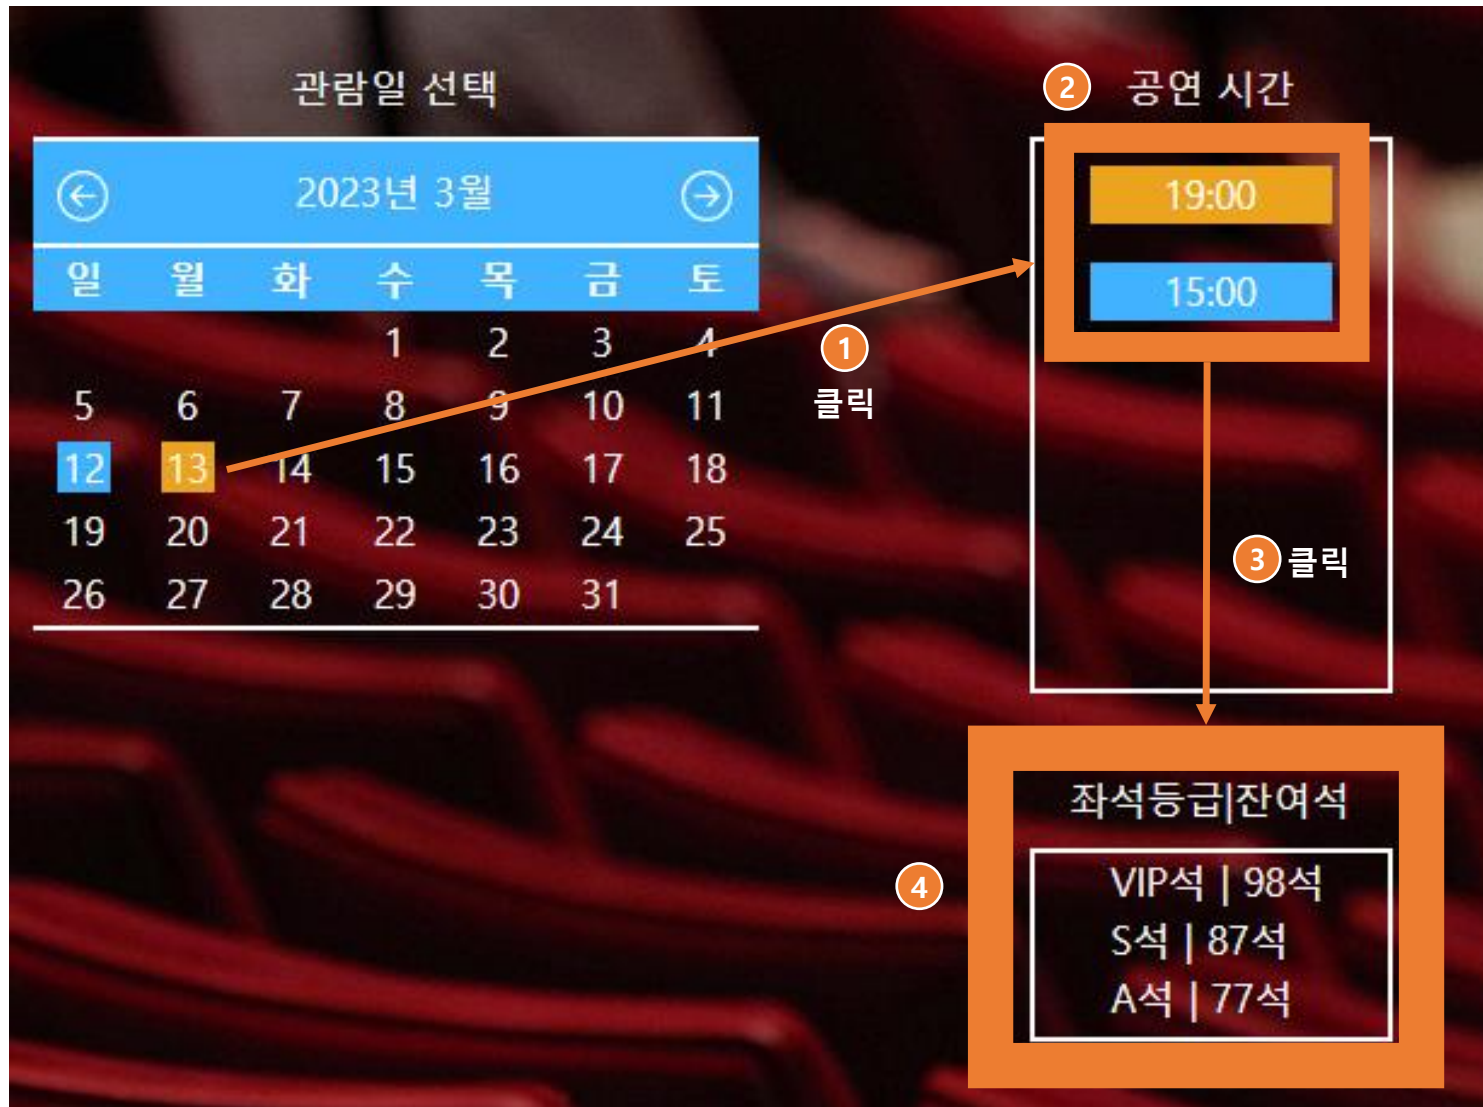 관람일 선택
2023년 3월
일 월 화 수 목 금 토
1 2 3 4
5 6 7 8 9 10 11
12 13 14 15 16 17 18
19 20 21 22 23 24 25
26 27 28 29 30 31
1
클릭
2 공연 시간
19:00
15:00
3 클릭
4
좌석등급|잔여석
VIP석 | 98석
S석 | 87석
A석 | 77석